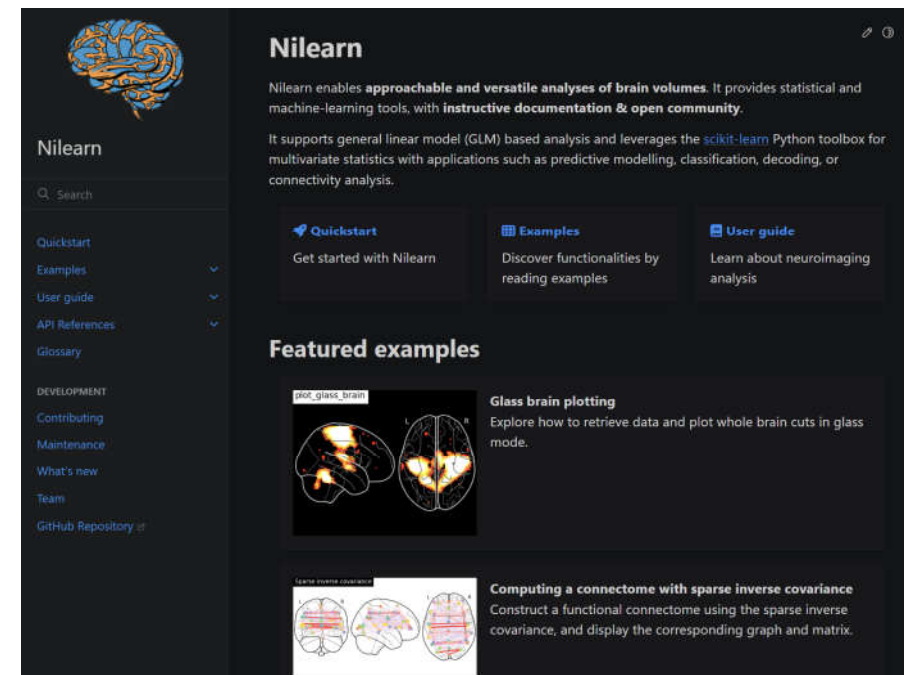 Nilearn
Search
Quickstart
Examples
User guide
API References
Glossary
DEVELOPMENT
Contributing
Maintenance
What's new
Team
GitHub Repository
Nilearn
Nilearn enables approachable and versatile analyses of brain volumes. It provides statistical and
machine-learning tools, with instructive documentation & open community.
It supports general linear model (GLM) based analysis and leverages the scikit-learn Python toolbox for
multivariate statistics with applications such as predictive modelling, classification, decoding, or
connectivity analysis.
Quickstart
Get started with Nilearn
Examples
Discover functionalities by
reading examples
User guide
Learn about neuroimaging
analysis
Featured examples
plot_glass_brain
L R
Glass brain plotting
Explore how to retrieve data and plot whole brain cuts in glass
mode.
Sparse inverse covariance
L R L R
Computing a connectome with sparse inverse covariance
Construct a functional connectome using the sparse inverse
covariance, and display the corresponding graph and matrix.